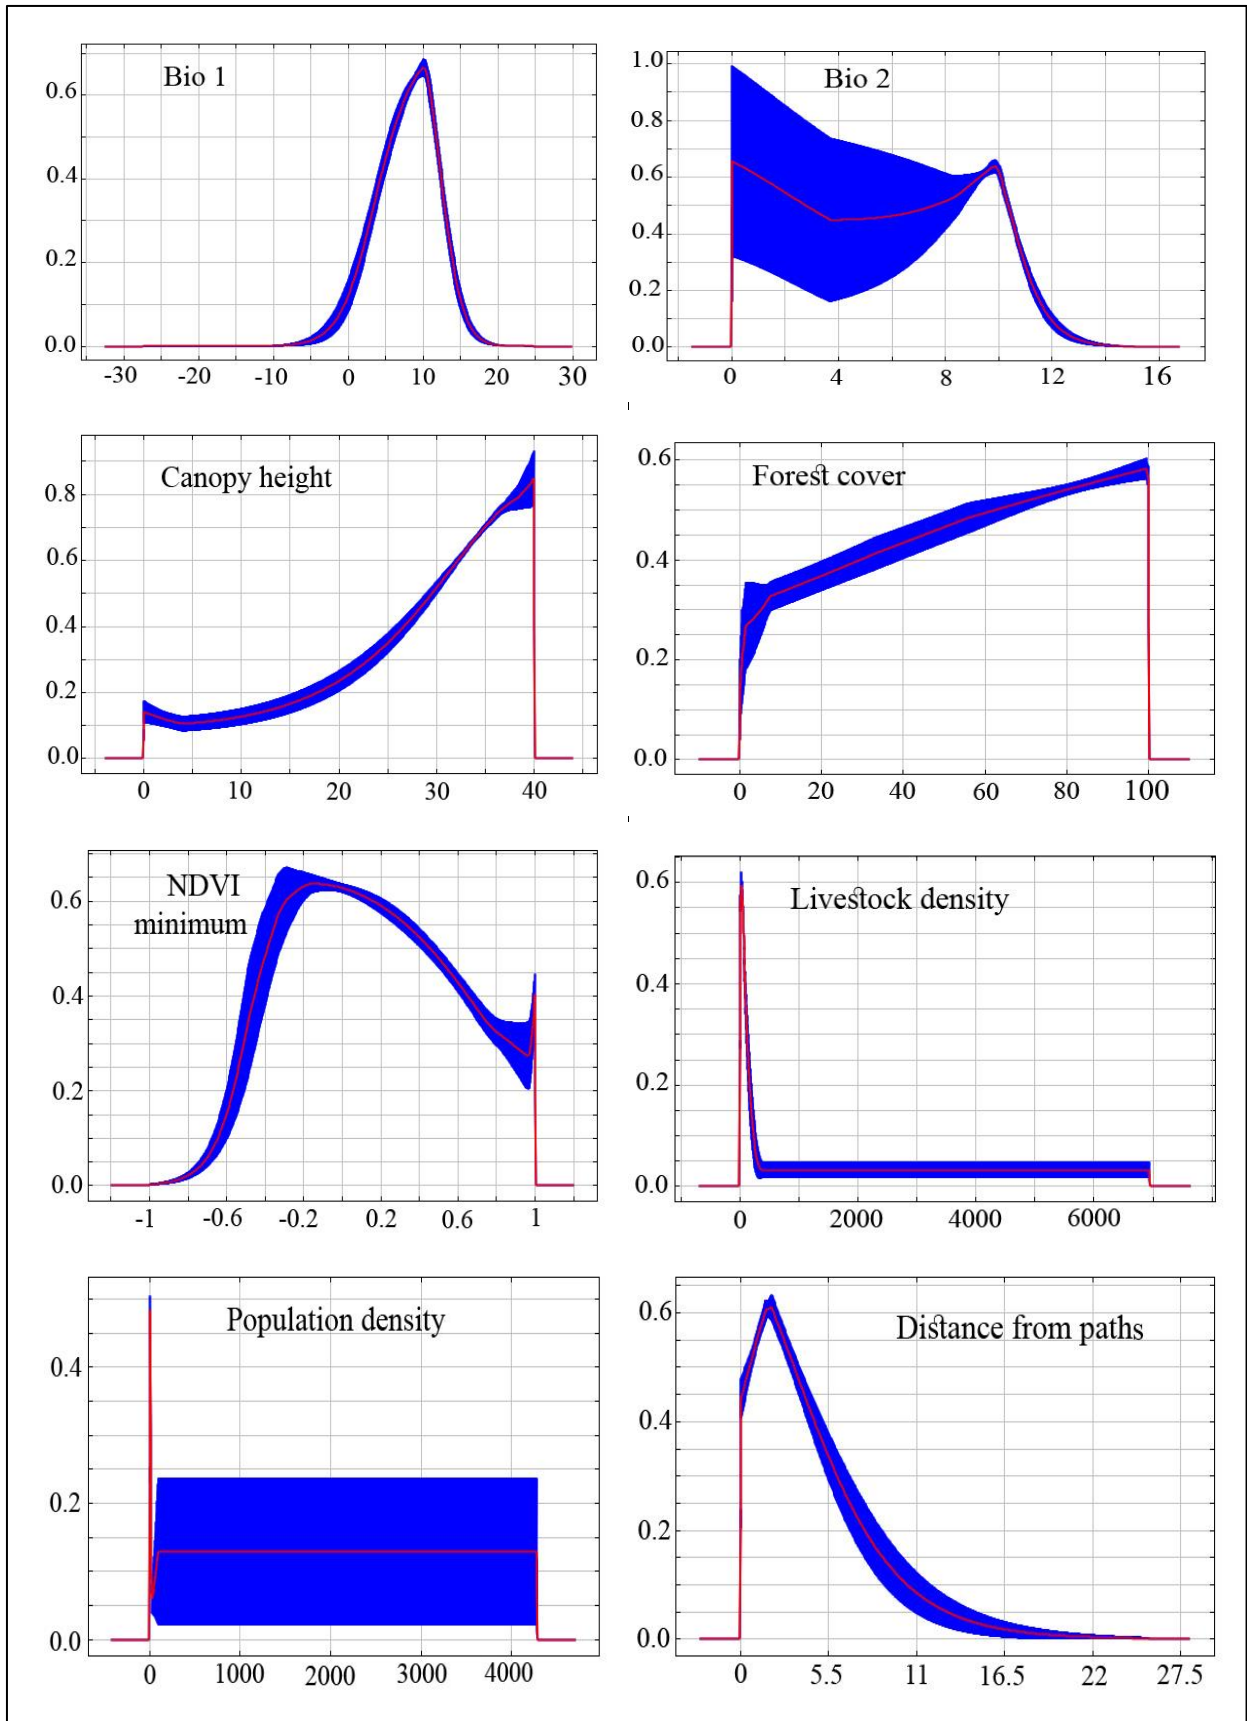 Bio 1
0.6
0.4
0.2
0.0
-30 -20 -10 0 10 20 30
Bio 2
1.0
0.8
0.6
0.4
0.2
0.0
0 4 8 12 16
Canopy height
0.8
0.6
0.4
0.2
0.0
0 10 20 30 40
Forest cover
0.6
0.4
0.2
0.0
0 20 40 60 80 100
NDVI
minimum
0.6
0.4
0.2
0.0
-1 -0.6 -0.2 0.2 0.6 1
Livestock density
0.6
0.4
0.2
0.0
0 2000 4000 6000
Population density
0.4
0.2
0.0
0 1000 2000 3000 4000
Distance from paths
0.6
0.4
0.2
0.0
0 5.5 11 16.5 22 27.5